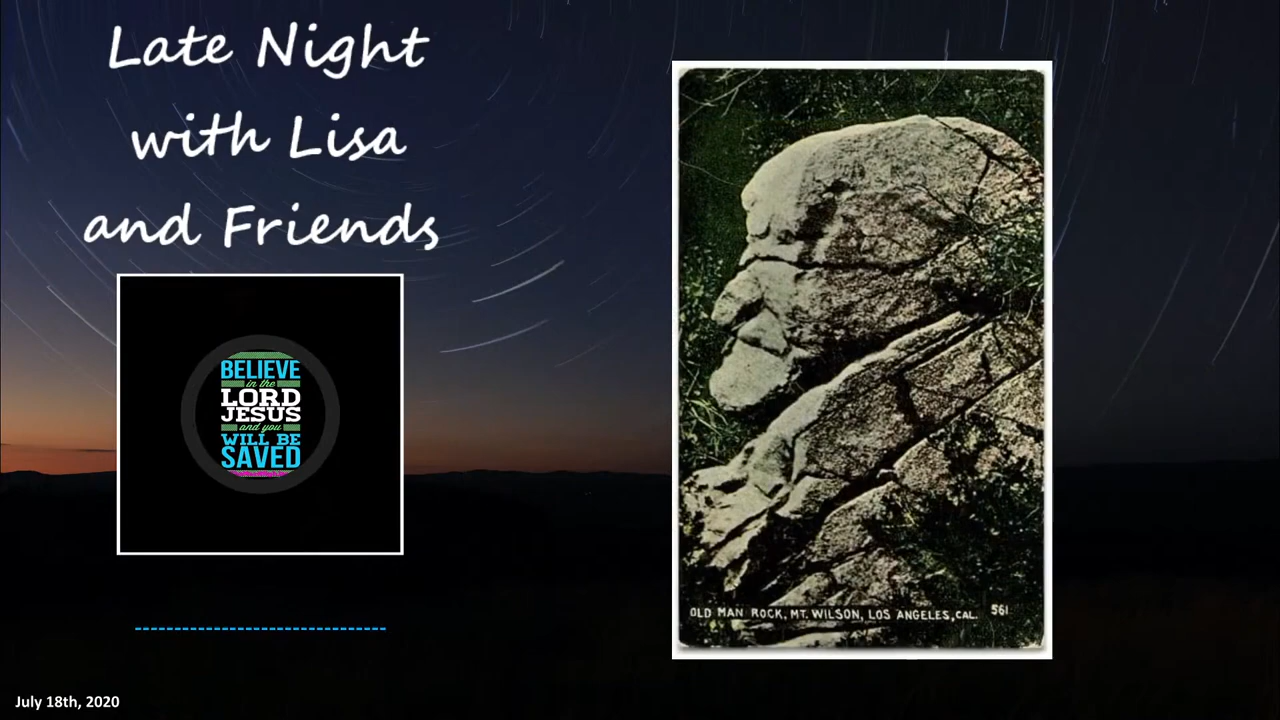 Late Night
with Lisa
and Friends
BELIEVE
in the
LORD
JESUS
and you
WILL BE
SAVED
OLD MAN ROCK, MT. WILSON, LOS ANGELES, CAL. 561
July 18th, 2020